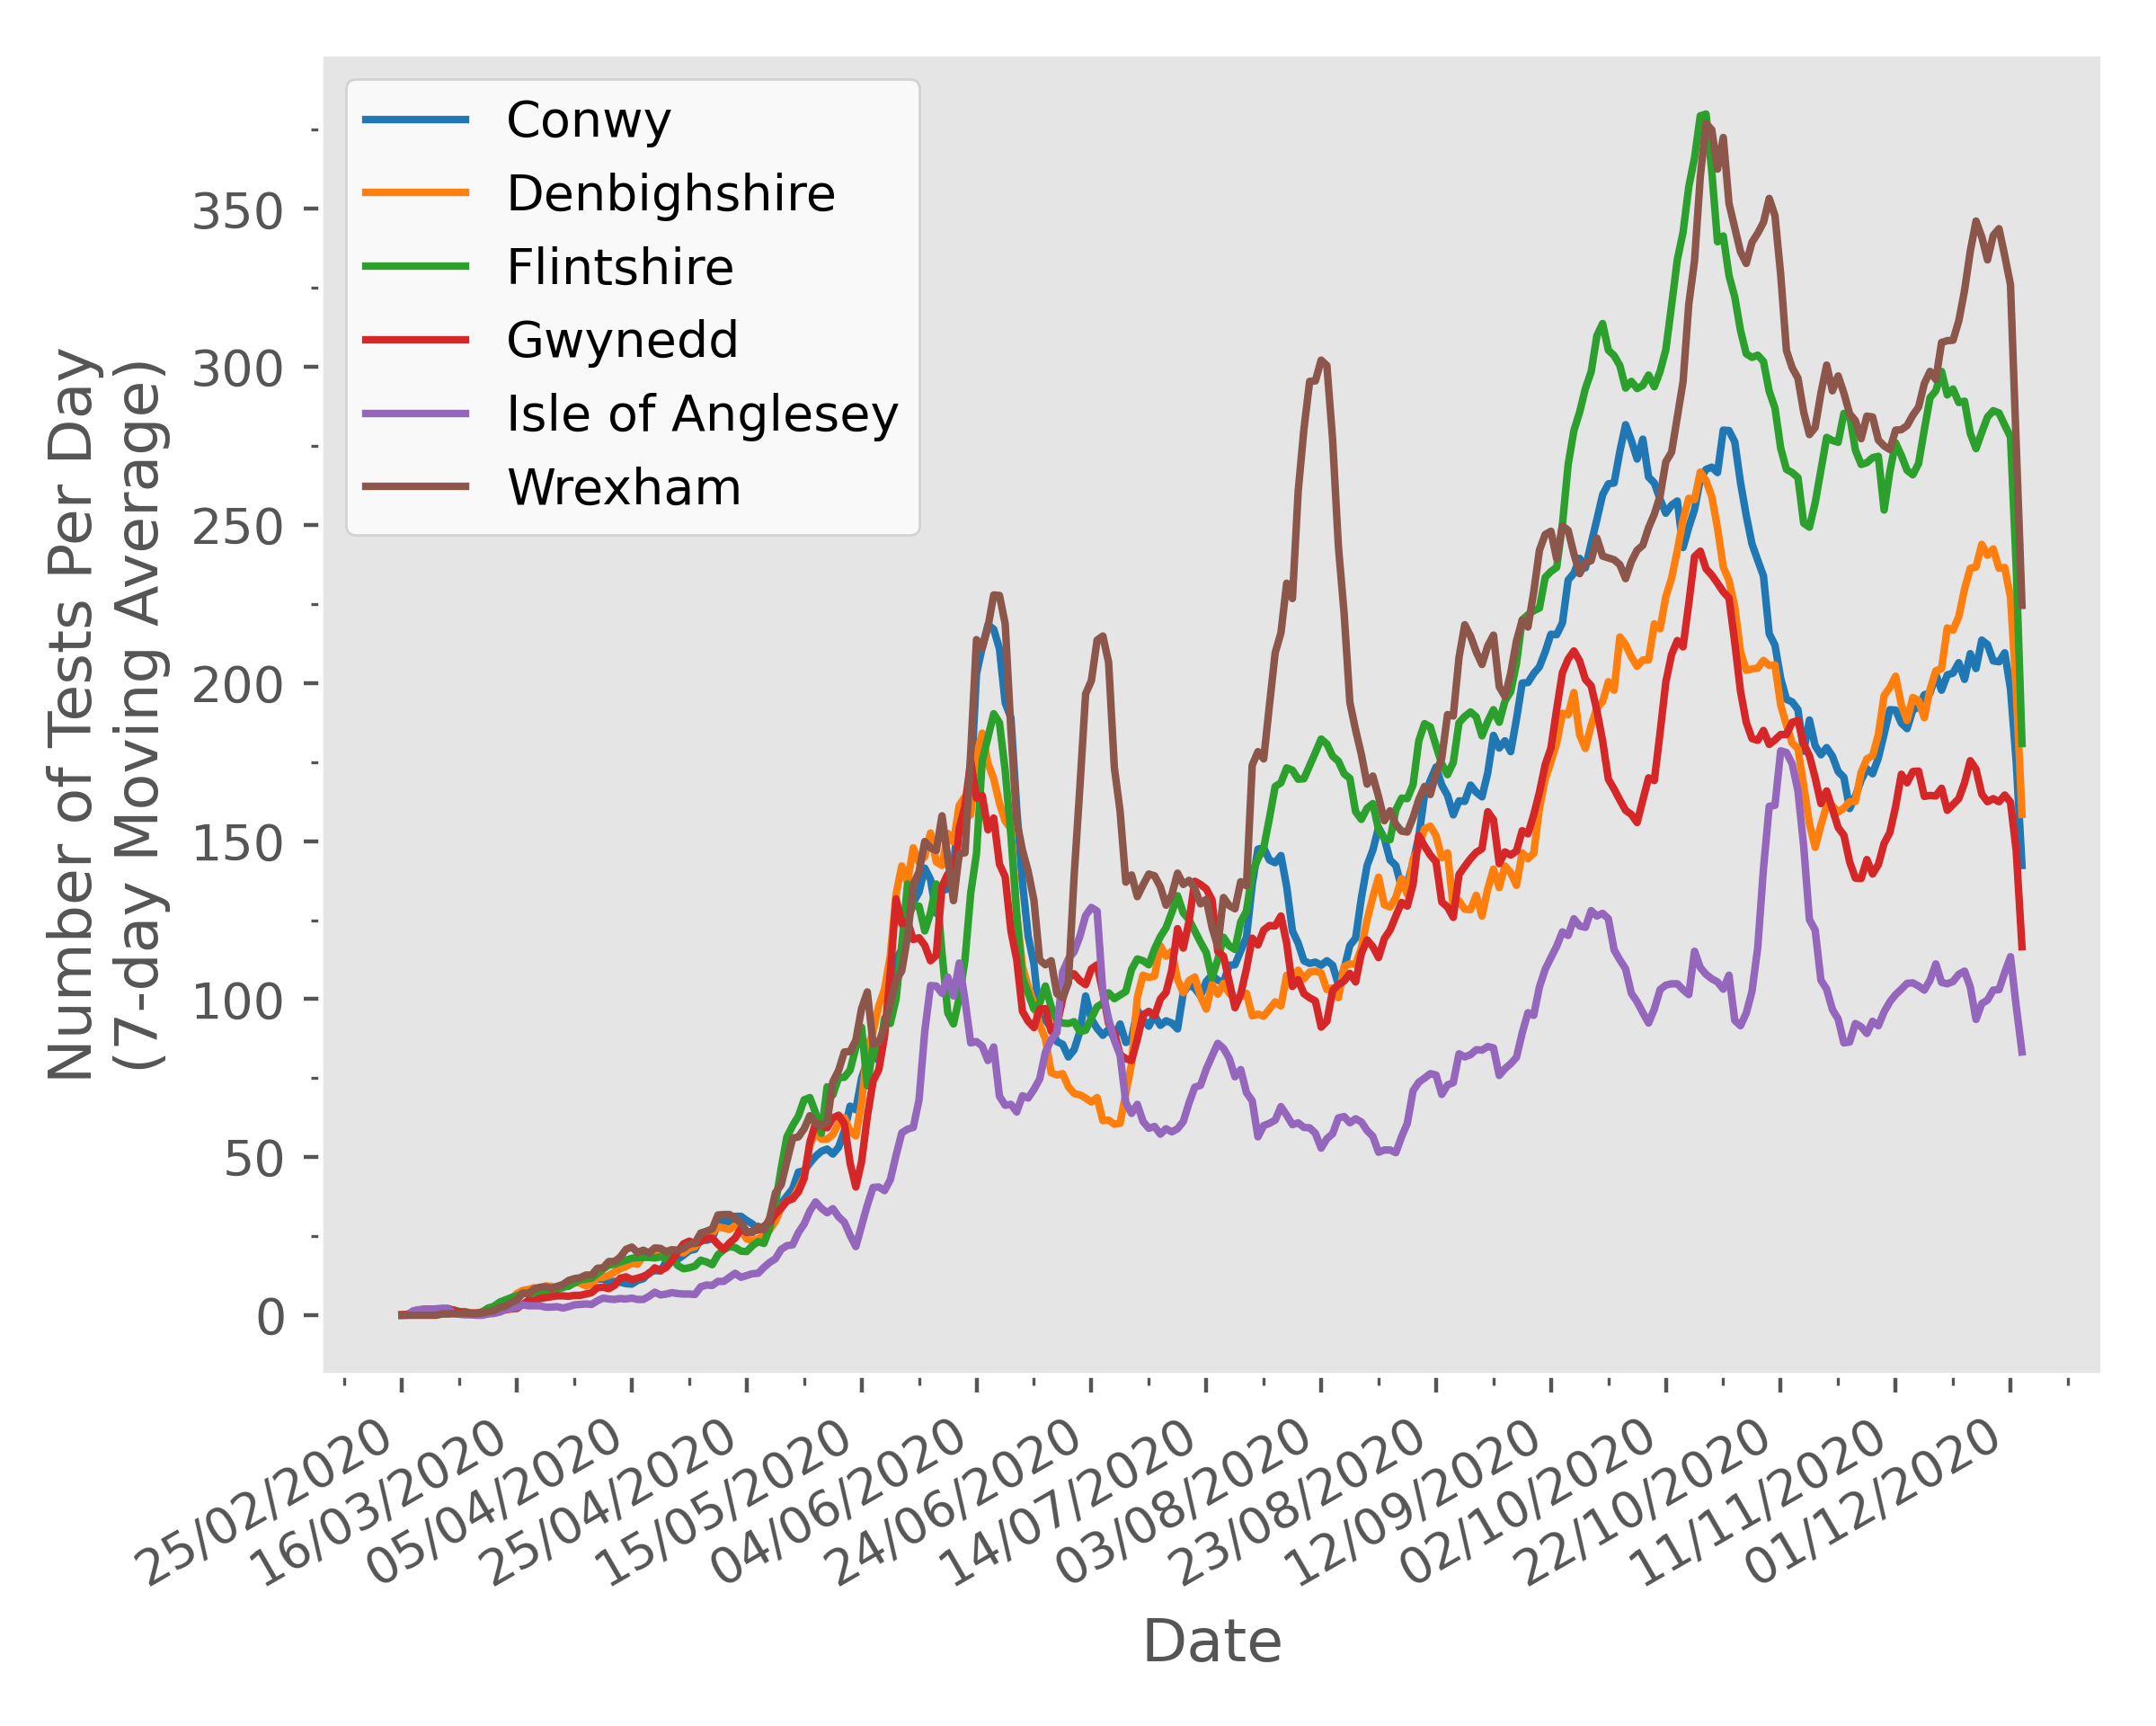 Conwy
Denbighshire
Flintshire
Gwynedd
Isle of Anglesey
Wrexham
Number of Tests Per Day
(7-day Moving Average)
350
300
250
200
150
100
50
0
25/02/2020
16/03/2020
05/04/2020
25/04/2020
15/05/2020
04/06/2020
24/06/2020
14/07/2020
03/08/2020
23/08/2020
12/09/2020
02/10/2020
22/10/2020
11/11/2020
01/12/2020
Date